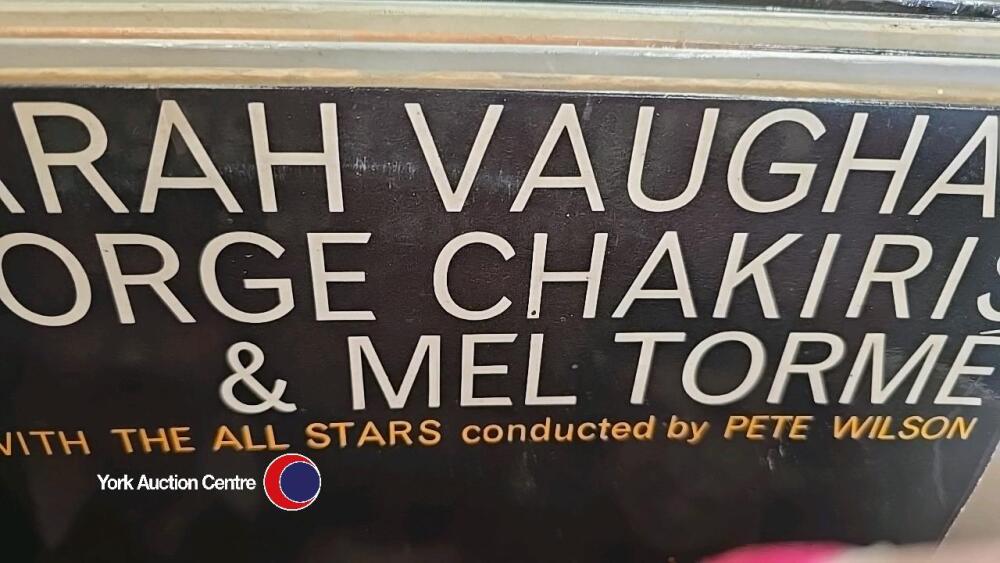 ARAH VAUGHA
ORGE CHAKIRIS
& MEL TORMÉ
WITH THE ALL STARS conducted by PETE WILSON
York Auction Centre